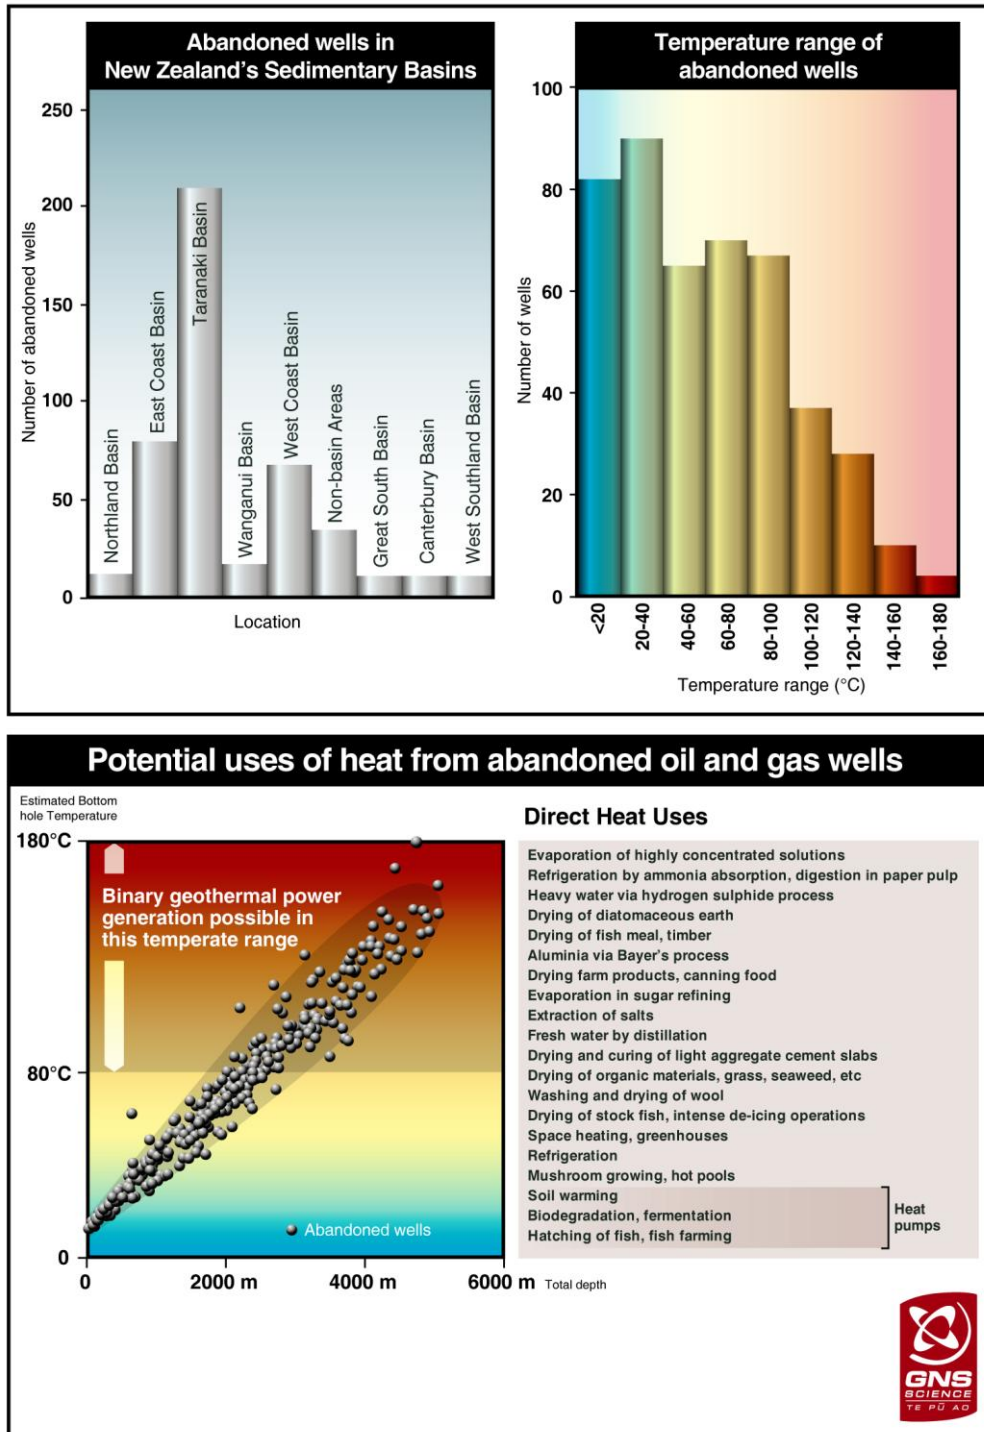 Abandoned wells in
New Zealand's Sedimentary Basins
250
200
150
100
50
0
Number of abandoned wells
Northland Basin
East Coast Basin
Taranaki Basin
Wanganui Basin
West Coast Basin
Non-basin Areas
Great South Basin
Canterbury Basin
West Southland Basin
Location
Temperature range of
abandoned wells
100
80
60
40
20
0
Number of wells
<20
20-40
40-60
60-80
80-100
100-120
120-140
140-160
160-180
Temperature range (°C)
Potential uses of heat from abandoned oil and gas wells
Estimated Bottom
hole Temperature
180°C
80°C
0
Binary geothermal power
generation possible in
this temperate range
Abandoned wells
0
2000 m
4000 m
6000 m
Total depth
Direct Heat Uses
Evaporation of highly concentrated solutions
Refrigeration by ammonia absorption, digestion in paper pulp
Heavy water via hydrogen sulphide process
Drying of diatomaceous earth
Drying of fish meal, timber
Aluminia via Bayer's process
Drying farm products, canning food
Evaporation in sugar refining
Extraction of salts
Fresh water by distillation
Drying and curing of light aggregate cement slabs
Drying of organic materials, grass, seaweed, etc
Washing and drying of wool
Drying of stock fish, intense de-icing operations
Space heating, greenhouses
Refrigeration
Mushroom growing, hot pools
Soil warming
Biodegradation, fermentation
Hatching of fish, fish farming
Heat
pumps
GNS
SCIENCE
TE PŪ AO